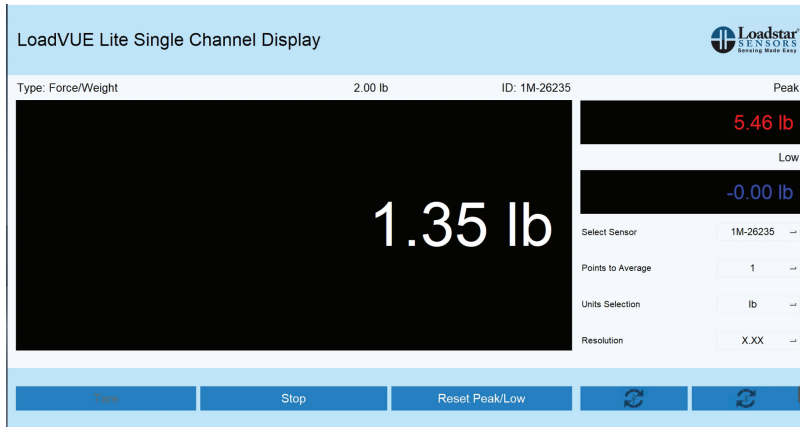 LoadVUE Lite Single Channel Display
Loadstar
SENSORS
Sensing Made Easy
Type: Force/Weight 2.00 lb ID: 1M-26235 Peak
5.46 lb
Low
-0.00 lb
1.35 lb
Select Sensor 1M-26235
Points to Average 1
Units Selection lb
Resolution X.XX
Tare Stop Reset Peak/Low